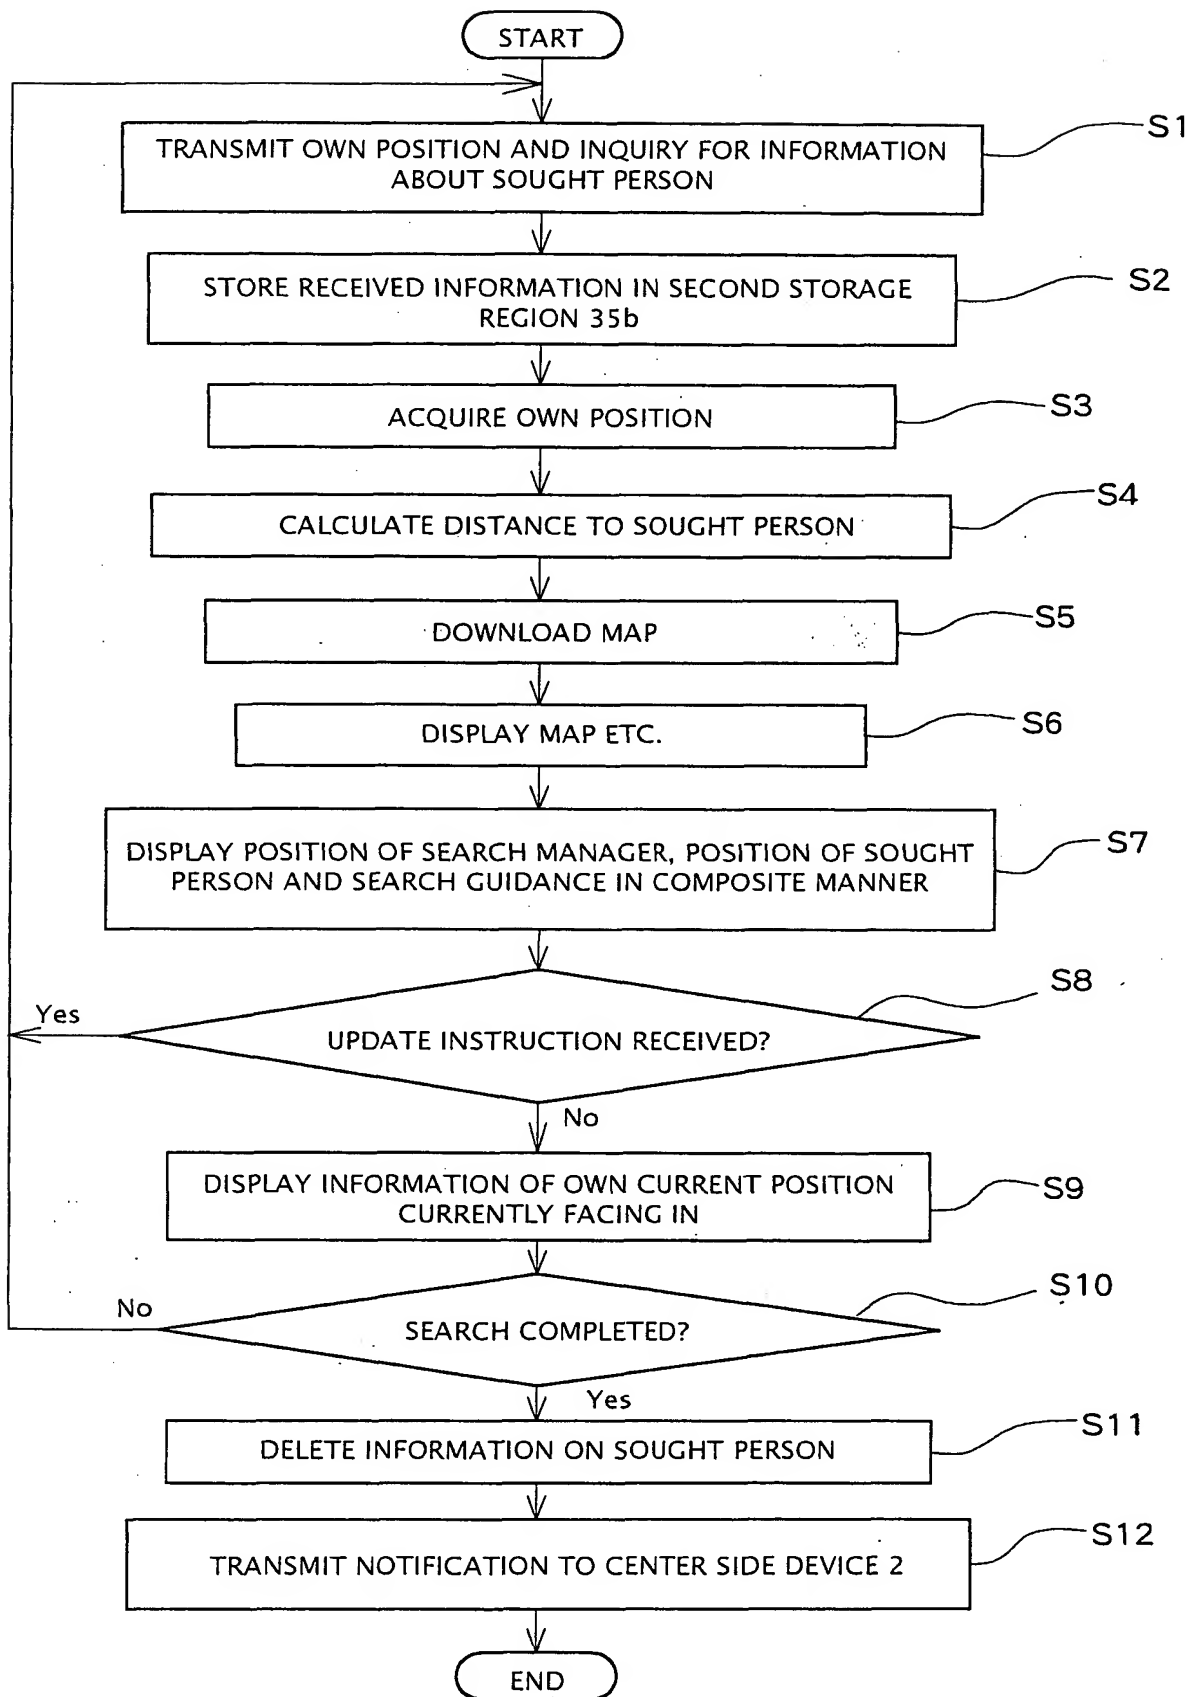 START
TRANSMIT OWN POSITION AND INQUIRY FOR INFORMATION
ABOUT SOUGHT PERSON
S1
STORE RECEIVED INFORMATION IN SECOND STORAGE
REGION 35b
S2
ACQUIRE OWN POSITION
S3
CALCULATE DISTANCE TO SOUGHT PERSON
S4
DOWNLOAD MAP
S5
DISPLAY MAP ETC.
S6
DISPLAY POSITION OF SEARCH MANAGER, POSITION OF SOUGHT
PERSON AND SEARCH GUIDANCE IN COMPOSITE MANNER
S7
UPDATE INSTRUCTION RECEIVED?
S8
Yes
No
DISPLAY INFORMATION OF OWN CURRENT POSITION
CURRENTLY FACING IN
S9
SEARCH COMPLETED?
S10
No
Yes
DELETE INFORMATION ON SOUGHT PERSON
S11
TRANSMIT NOTIFICATION TO CENTER SIDE DEVICE 2
S12
END